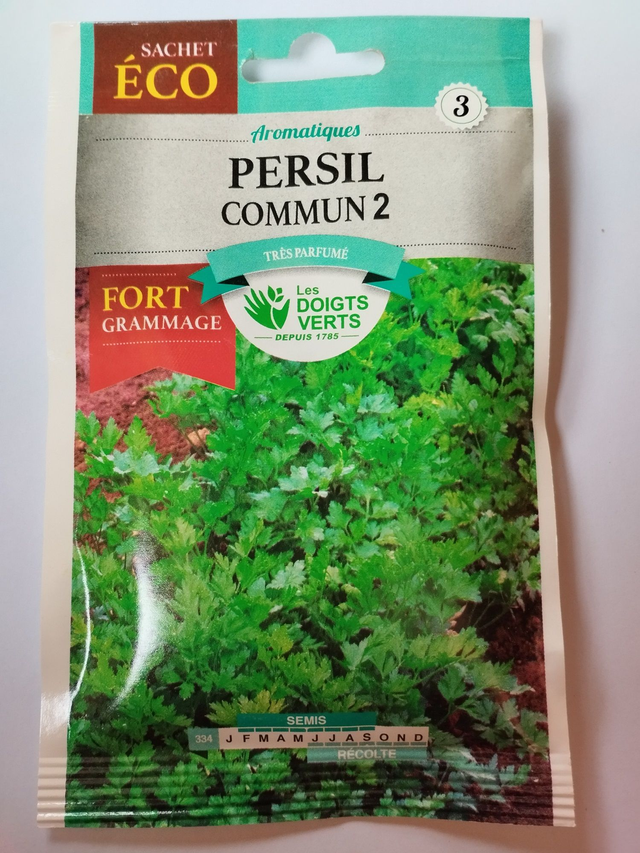 SACHET
ÉCO
3
Aromatiques
PERSIL
COMMUN 2
TRÈS PARFUMÉ
FORT
GRAMMAGE
Les
DOIGTS
VERTS
DEPUIS 1785
SEMIS
334 J F M A M J J A S O N D
RÉCOLTE